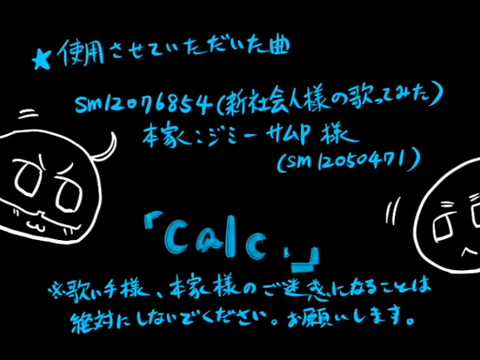 ★使用させていただいた曲
sm12076854(新社会人様の歌ってみた)
本家：ジミーサムP 様
(sm12050471)
「calc.」
※歌い手様、本家様のご迷惑になることは
絶対にしないでください。お願いします。